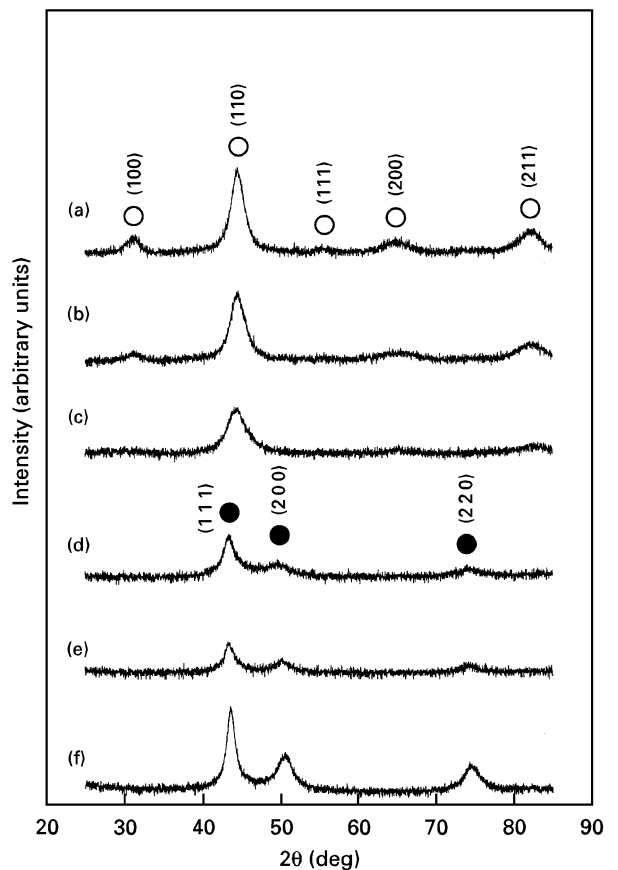 (110)
(100)
(111)
(200)
(211)
(a)
(b)
(c)
(111)
(200)
(220)
(d)
(e)
(f)
Intensity (arbitrary units)
20 30 40 50 60 70 80 90
2θ (deg)